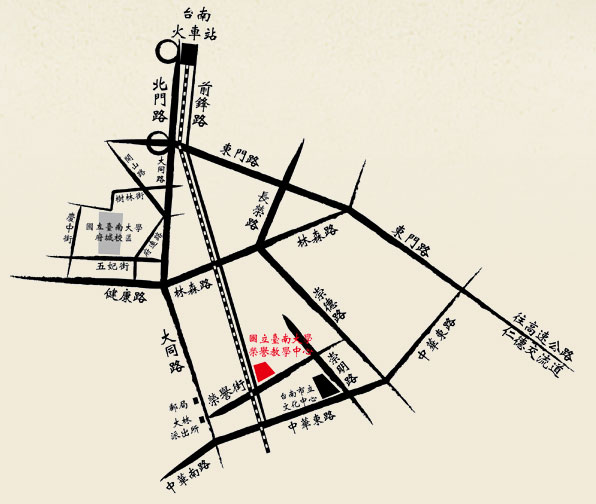 台南
火車站
北門路
前鋒路
東門路
開山路
大同路
樹林街
慶中街
國立臺南大學
府城校區
府連路
五妃街
健康路
長榮路
林森路
東門路
林森路
崇德路
往高速公路
仁德交流道
中華東路
大同路
國立臺南大學
榮譽教學中心
崇明路
榮譽街
台南市立
文化中心
郵局
大林
派出所
中華東路
中華南路